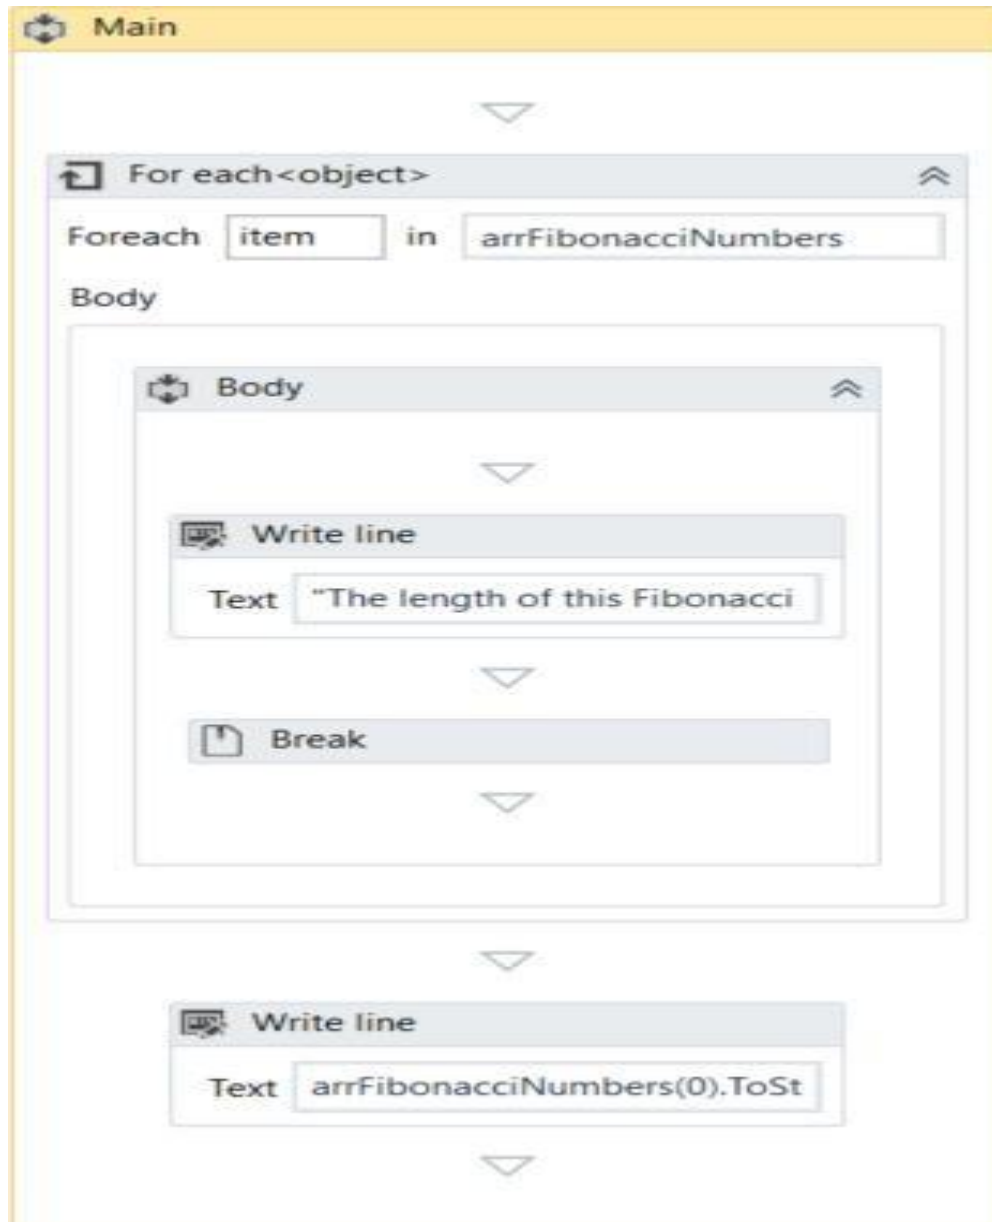 Main
For each<object>
Foreach item in arrFibonacciNumbers
Body
Body
Write line
Text "The length of this Fibonacci
Break
Write line
Text arrFibonacciNumbers(0).ToSt